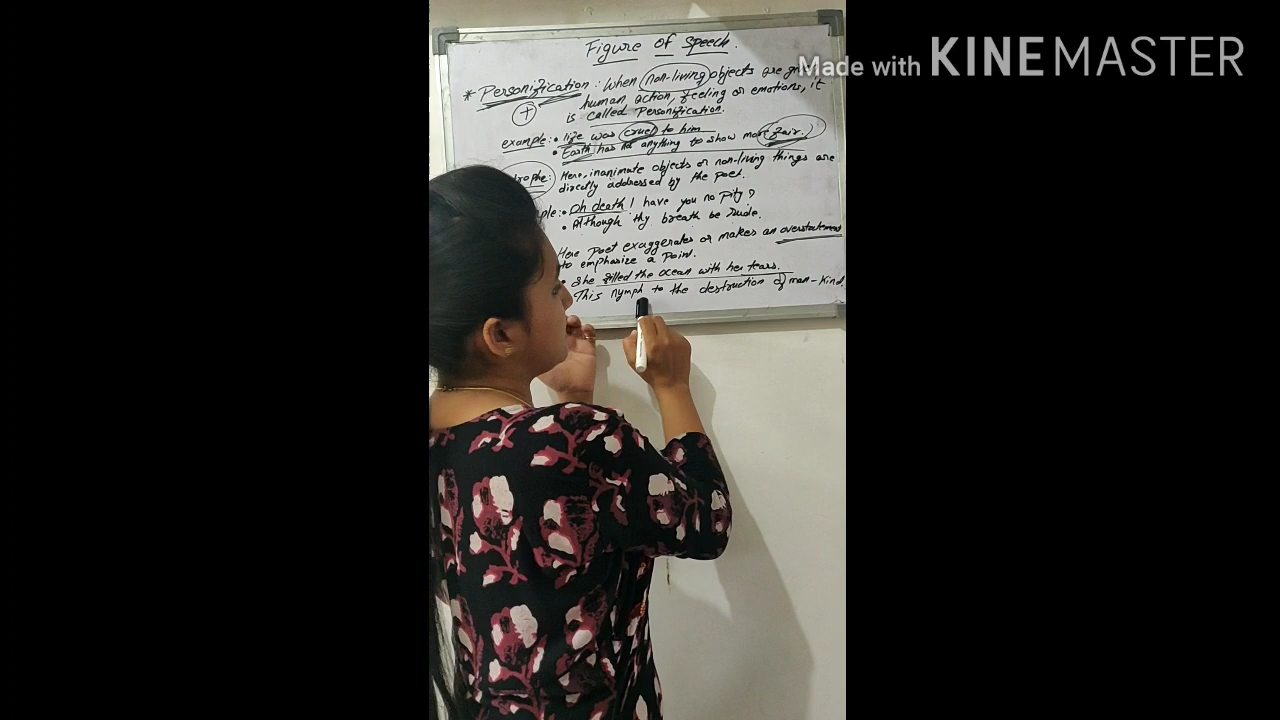 Figure of Speech.
Made with KINEMASTER
* Personification : When non-living objects are given
human action, feeling or emotions, it
is called Personification.
+
example: • life was cruel to him
• Earth has not anything to show more fair.)
rophe: Here, inanimate objects or non-living things are
directly addressed by the poet.
ple: • Oh death! have you no pity?
• Although thy breath be rude.
Here Poet exaggerates or makes an overstatement
to emphasize a point.
• She filled the ocean with her tears.
This nymph to the destruction of man-kind.